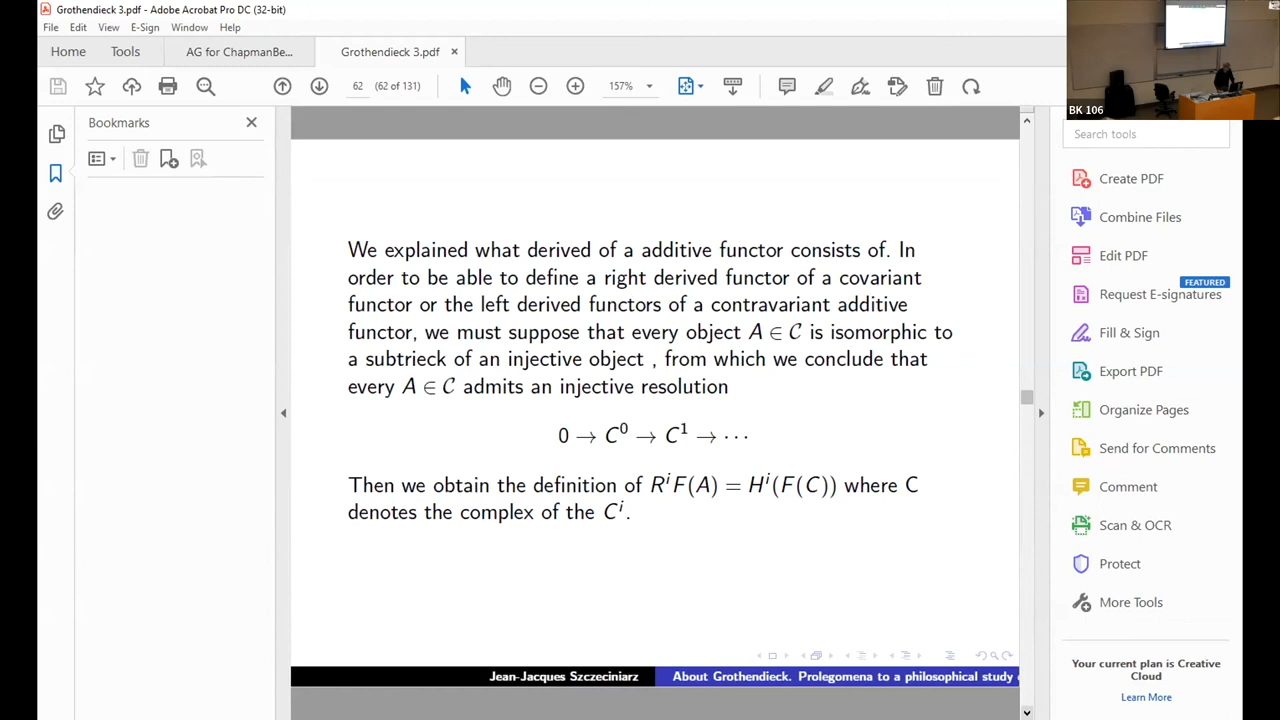 Grothendieck 3.pdf - Adobe Acrobat Pro DC (32-bit)
File Edit View E-Sign Window Help
Home Tools AG for ChapmanBe... Grothendieck 3.pdf ×
62 (62 of 131) 157%
BK 106
Bookmarks
Search tools
Create PDF
Combine Files
Edit PDF
FEATURED
Request E-signatures
Fill & Sign
Export PDF
Organize Pages
Send for Comments
Comment
Scan & OCR
Protect
More Tools
Your current plan is Creative
Cloud
Learn More
We explained what derived of a additive functor consists of. In
order to be able to define a right derived functor of a covariant
functor or the left derived functors of a contravariant additive
functor, we must suppose that every object A ∈ 𝒞 is isomorphic to
a subtrieck of an injective object , from which we conclude that
every A ∈ 𝒞 admits an injective resolution
0 → C⁰ → C¹ → ···
Then we obtain the definition of RⁱF(A) = Hⁱ(F(C)) where C
denotes the complex of the Cⁱ.
Jean-Jacques Szczeciniarz About Grothendieck. Prolegomena to a philosophical study